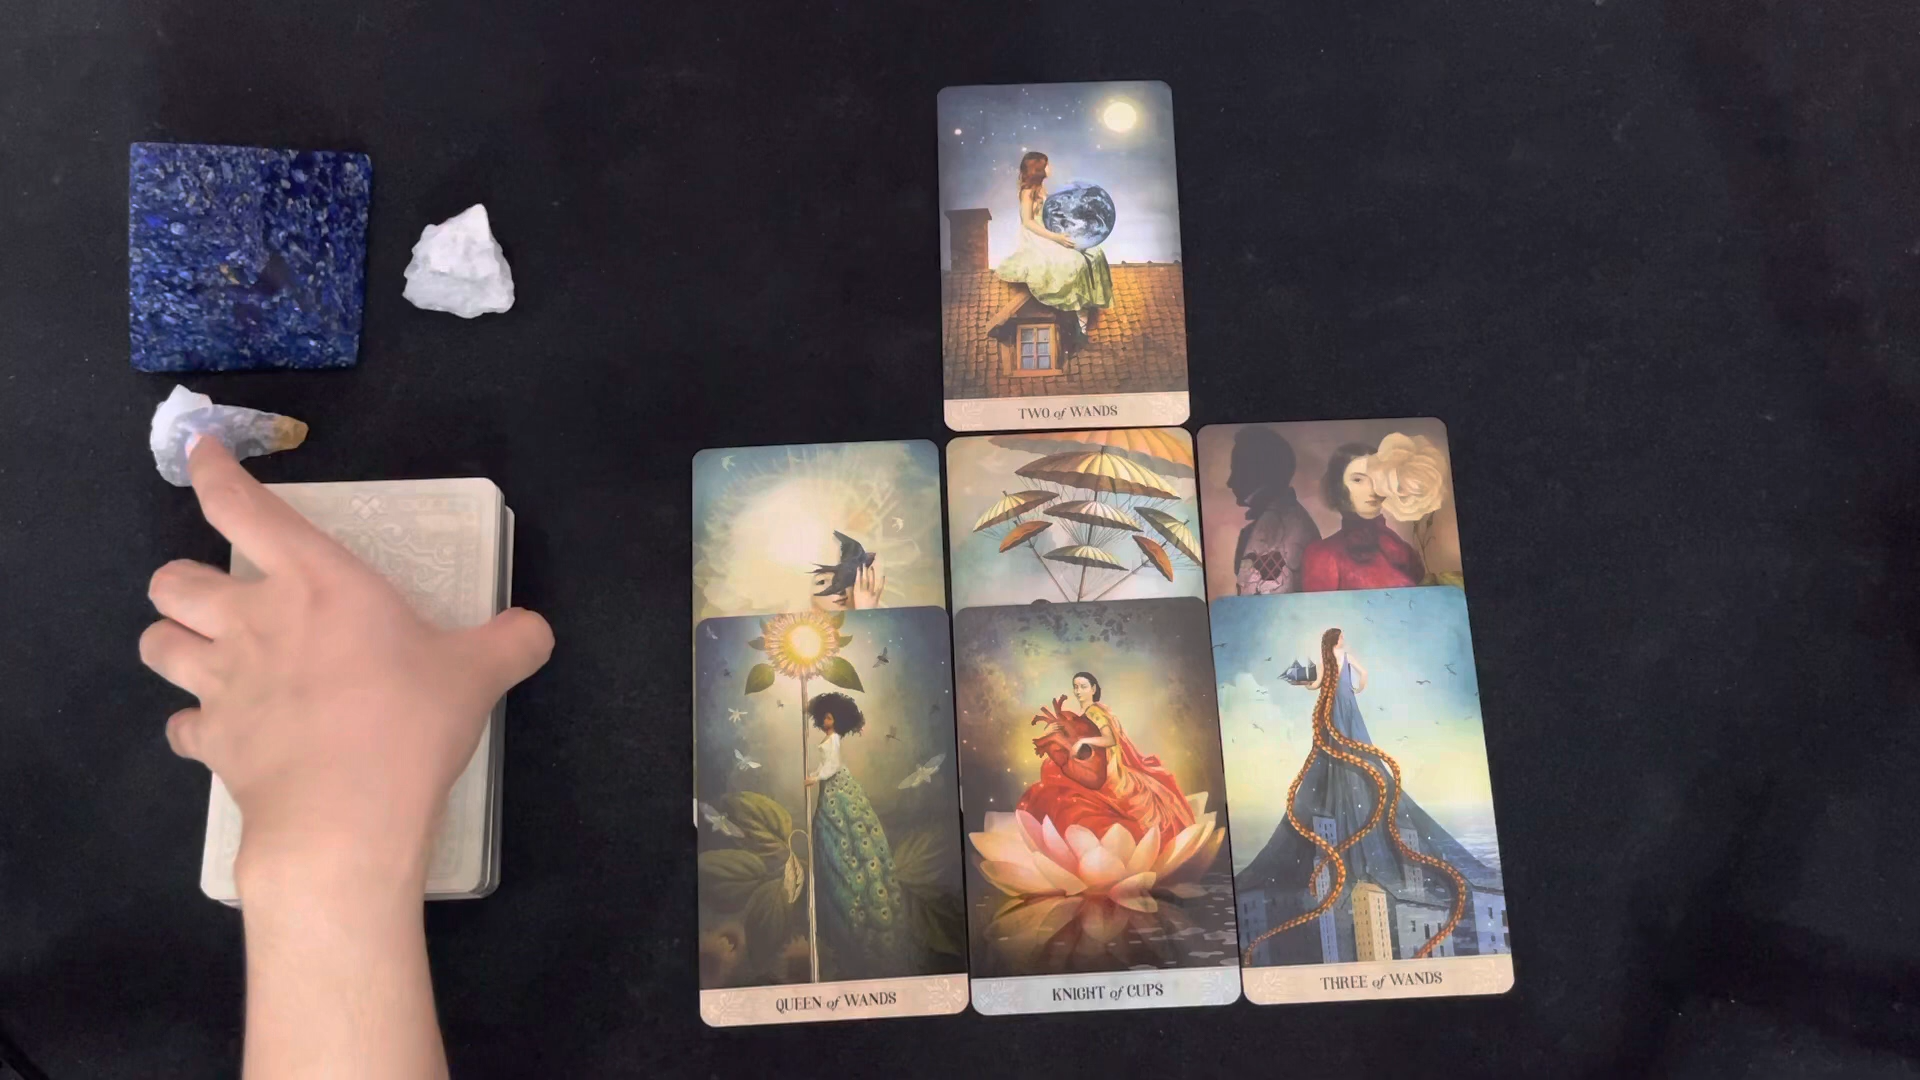 TWO of WANDS
QUEEN of WANDS
KNIGHT of CUPS
THREE of WANDS